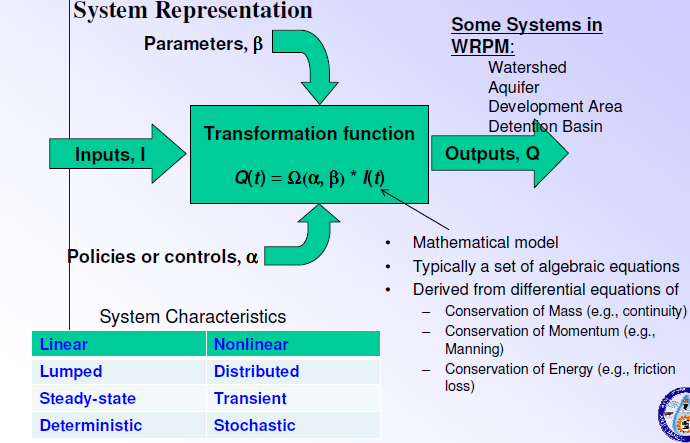 System Representation
Parameters, β
Some Systems in
WRPM:
Watershed
Aquifer
Development Area
Detention Basin
Transformation function
Q(t) = Ω(α, β) * I(t)
Inputs, I
Outputs, Q
Policies or controls, α
• Mathematical model
• Typically a set of algebraic equations
• Derived from differential equations of
– Conservation of Mass (e.g., continuity)
– Conservation of Momentum (e.g.,
Manning)
– Conservation of Energy (e.g., friction
loss)
System Characteristics
Linear Nonlinear
Lumped Distributed
Steady-state Transient
Deterministic Stochastic